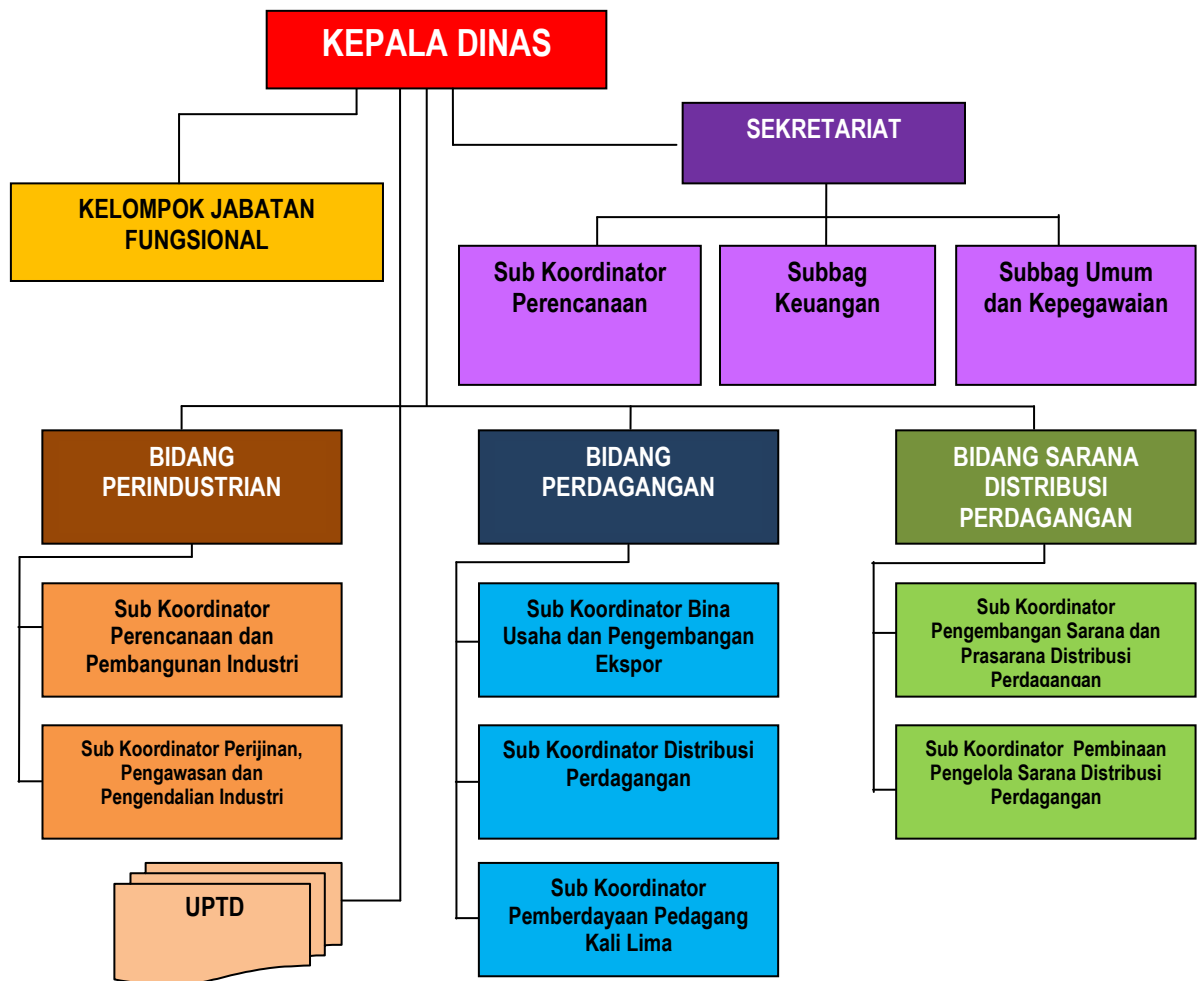 KEPALA DINAS
SEKRETARIAT
KELOMPOK JABATAN
FUNGSIONAL
Sub Koordinator
Perencanaan
Subbag
Keuangan
Subbag Umum
dan Kepegawaian
BIDANG
PERINDUSTRIAN
BIDANG
PERDAGANGAN
BIDANG SARANA
DISTRIBUSI
PERDAGANGAN
Sub Koordinator
Perencanaan dan
Pembangunan Industri
Sub Koordinator Bina
Usaha dan Pengembangan
Ekspor
Sub Koordinator
Pengembangan Sarana dan
Prasarana Distribusi
Perdagangan
Sub Koordinator Perijinan,
Pengawasan dan
Pengendalian Industri
Sub Koordinator Distribusi
Perdagangan
Sub Koordinator Pembinaan
Pengelola Sarana Distribusi
Perdagangan
UPTD
Sub Koordinator
Pemberdayaan Pedagang
Kali Lima